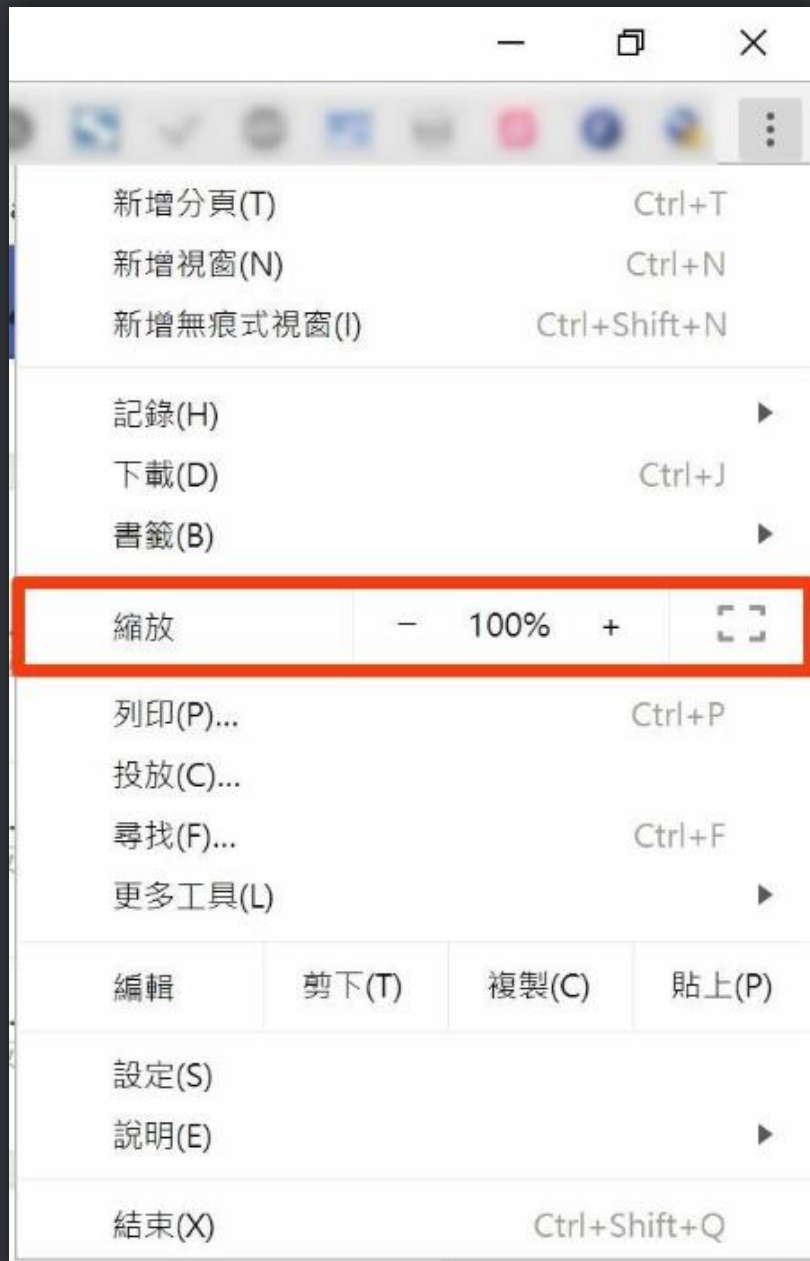 新增分頁(T) Ctrl+T
新增視窗(N) Ctrl+N
新增無痕式視窗(I) Ctrl+Shift+N
記錄(H)
下載(D) Ctrl+J
書籤(B)
縮放 − 100% +
列印(P)... Ctrl+P
投放(C)...
尋找(F)... Ctrl+F
更多工具(L)
編輯 剪下(T) 複製(C) 貼上(P)
設定(S)
說明(E)
結束(X) Ctrl+Shift+Q